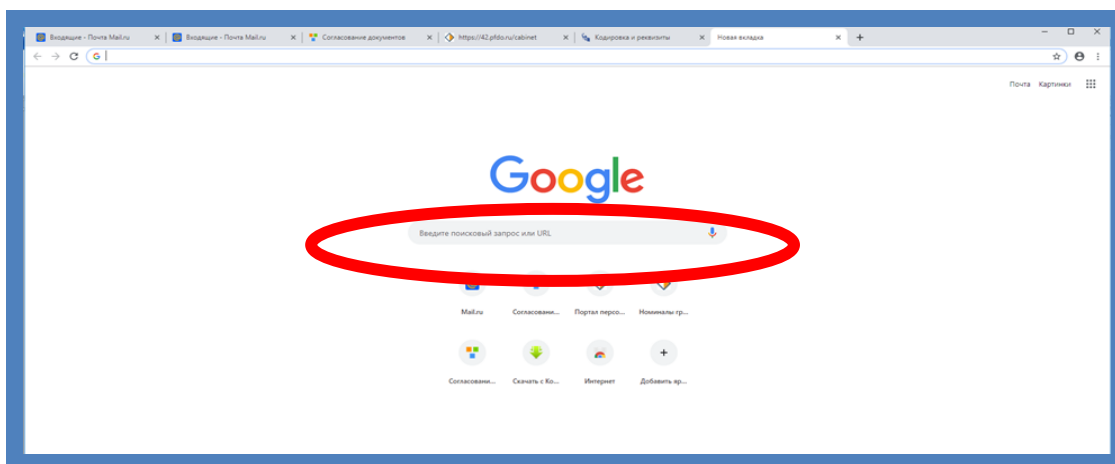 Входящие - Почта Mail.ru
Входящие - Почта Mail.ru
Согласование документов
https://42.pfdo.ru/cabinet
Кодировка и реквизиты
Новая вкладка
Почта Картинки
Google
Введите поисковый запрос или URL
Mail.ru
Согласовани...
Портал персо...
Номиналы гр...
Согласовани...
Скачать с Ко...
Интернет
Добавить яр...